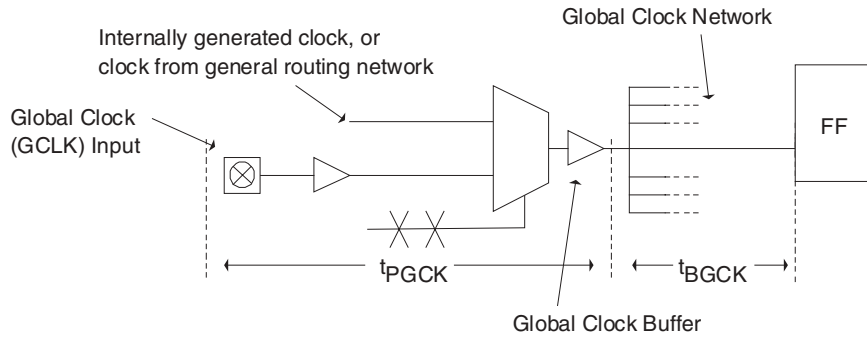 Global Clock Network
Internally generated clock, or
clock from general routing network
Global Clock
(GCLK) Input
FF
tPGCK
tBGCK
Global Clock Buffer